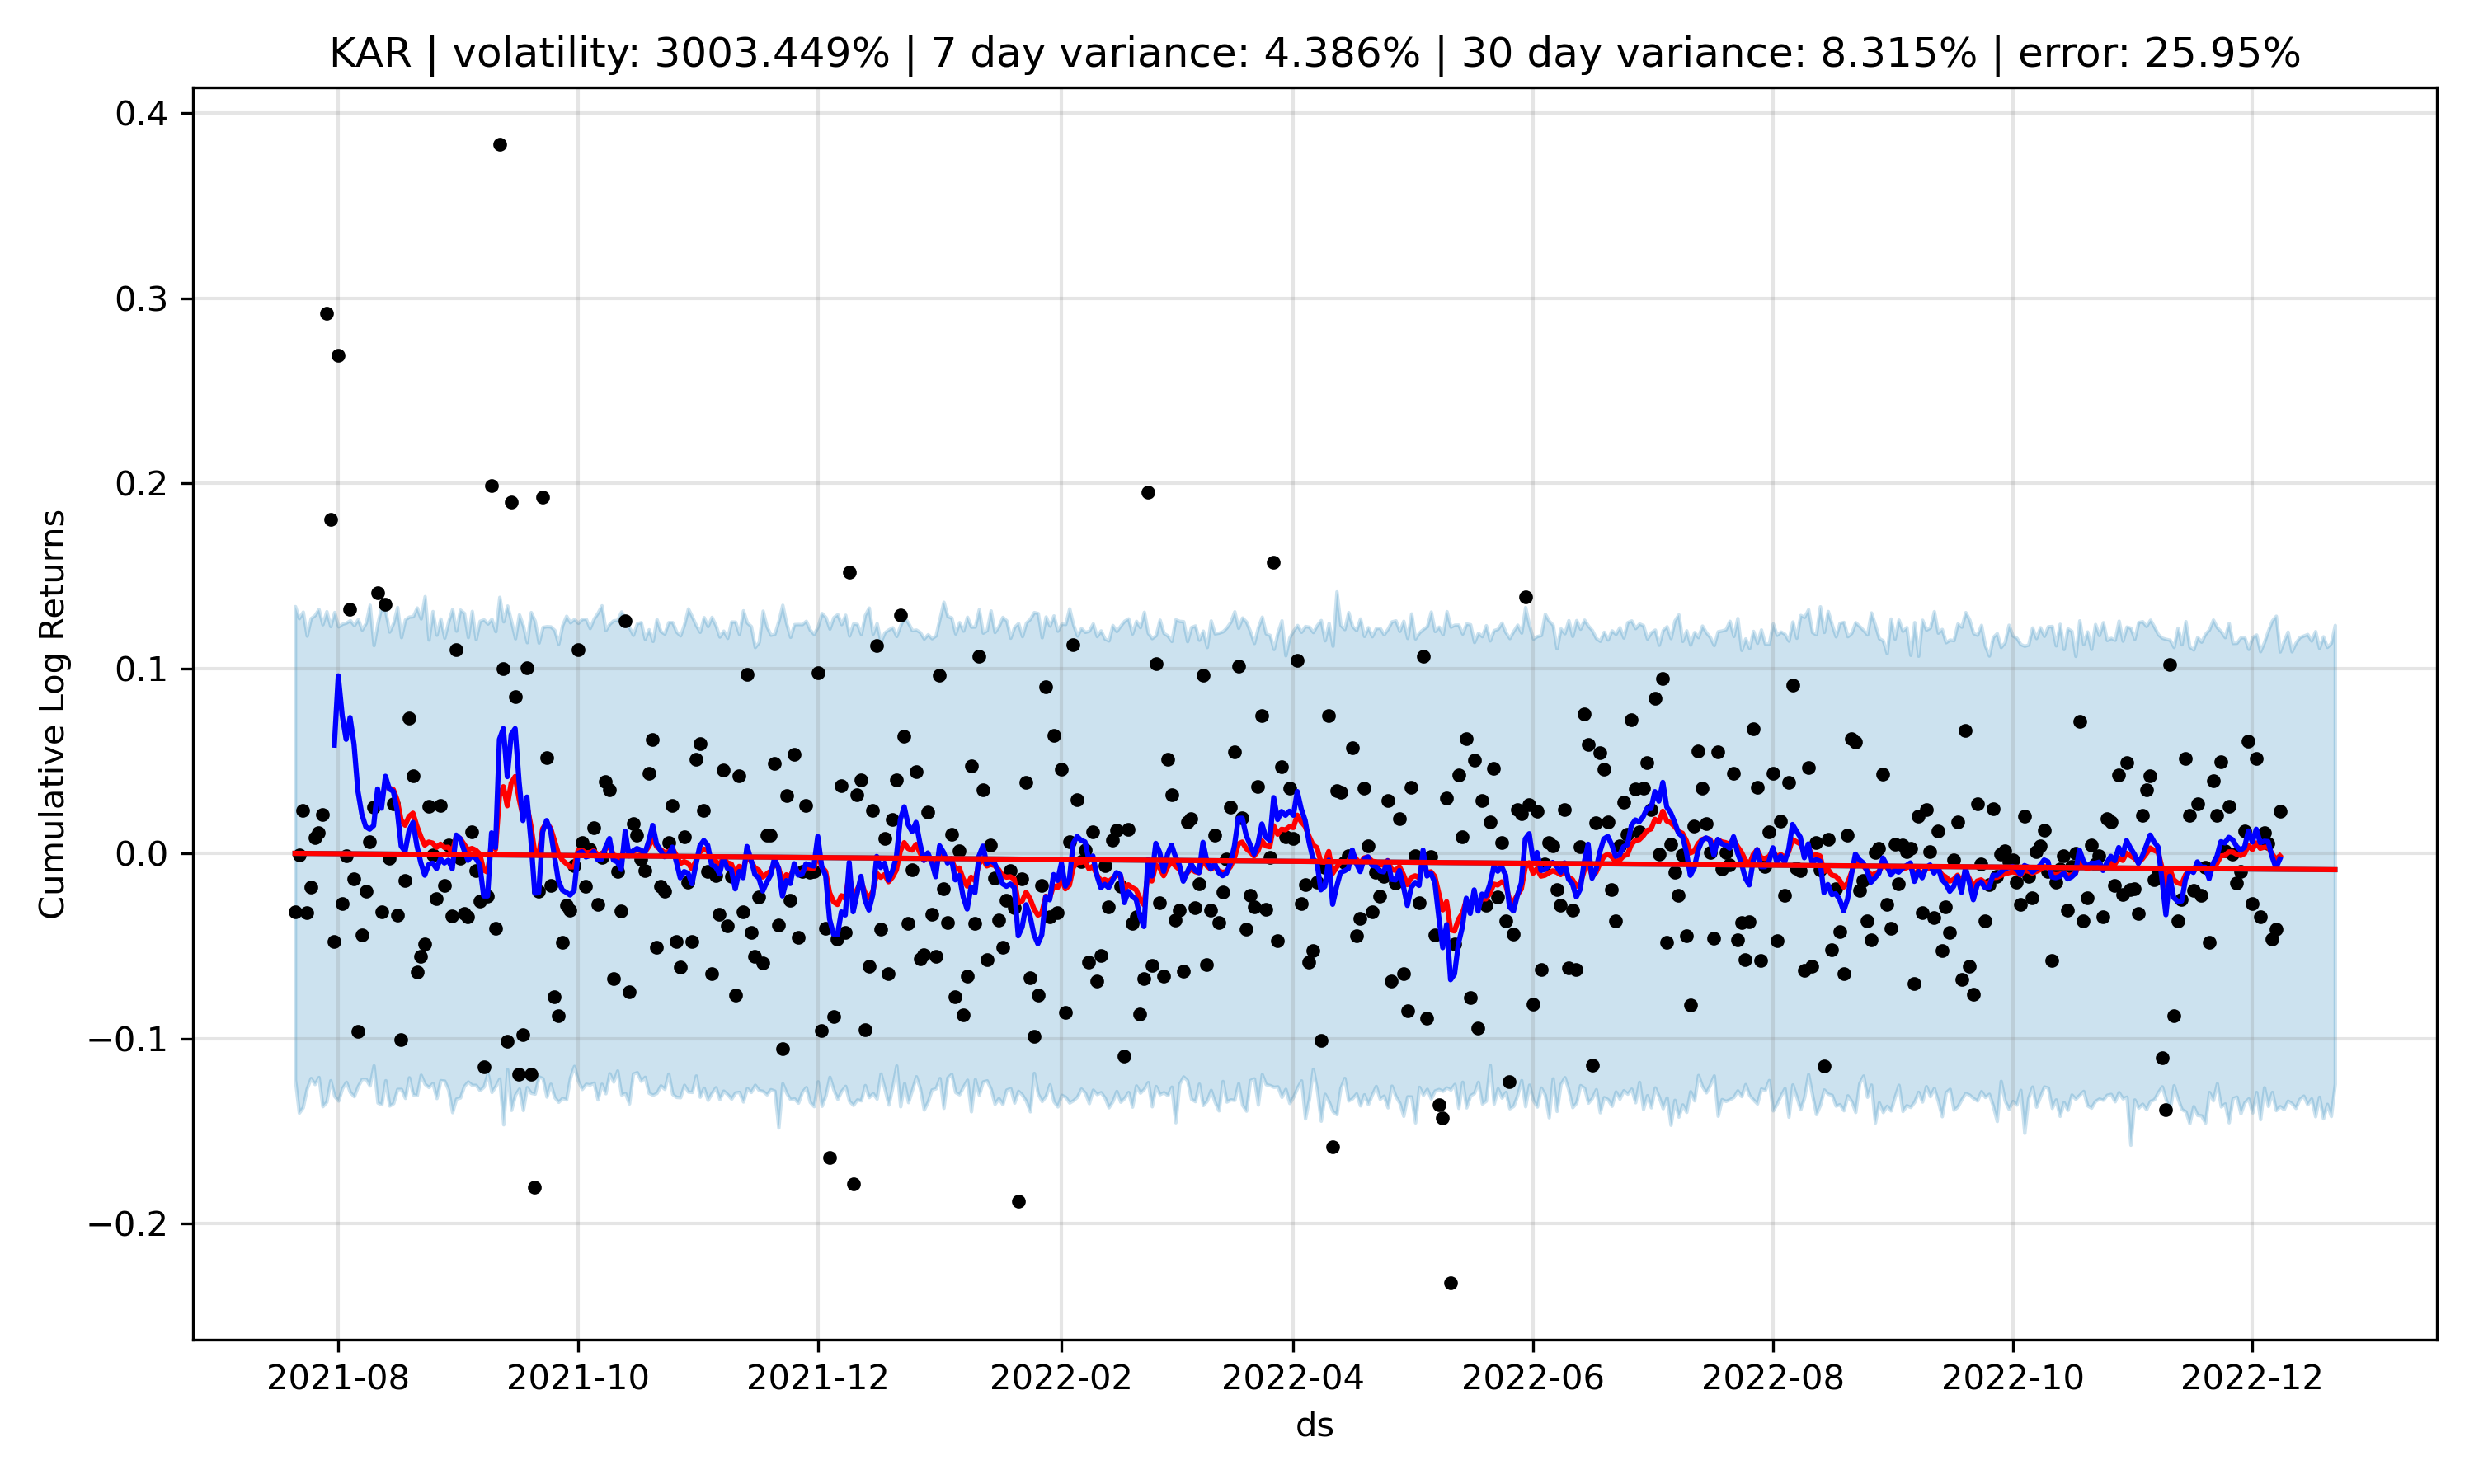 KAR | volatility: 3003.449% | 7 day variance: 4.386% | 30 day variance: 8.315% | error: 25.95%
Cumulative Log Returns
0.4
0.3
0.2
0.1
0.0
−0.1
−0.2
2021-08 2021-10 2021-12 2022-02 2022-04 2022-06 2022-08 2022-10 2022-12
ds